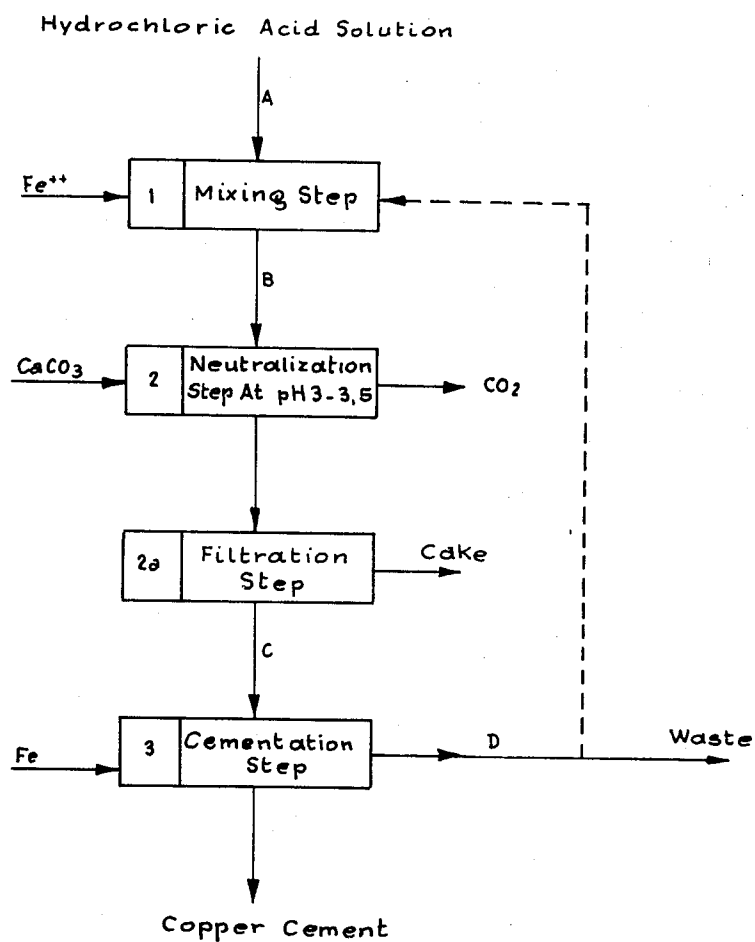 Hydrochloric Acid Solution
A
Fe++
1
Mixing Step
B
CaCO3
2
Neutralization
Step At pH 3-3,5
CO2
2a
Filtration
Step
Cake
C
Fe
3
Cementation
Step
D
Waste
Copper Cement